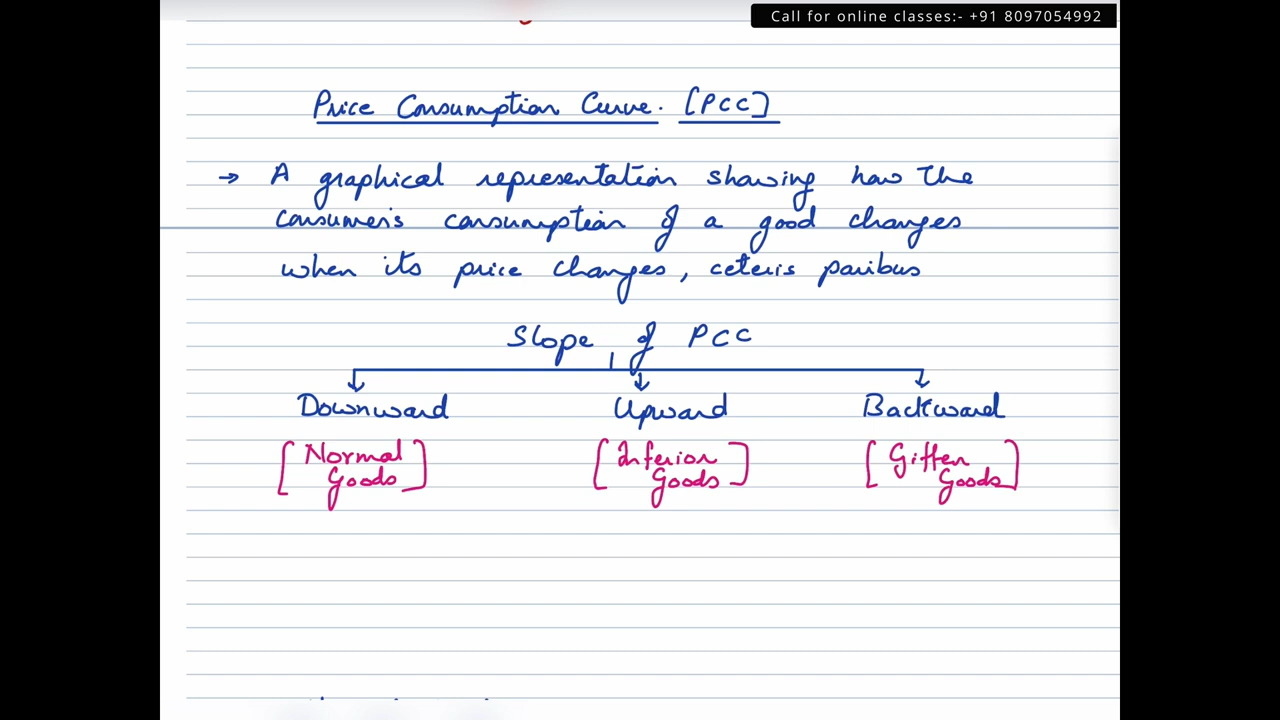 Call for online classes:- +91 8097054992
Price Consumption Curve. [PCC]
→ A graphical representation showing how the
consumer's consumption of a good changes
when its price changes, ceteris paribus
Slope of PCC
Downward Upward Backward
[Normal Goods] [Inferior Goods] [Giffen Goods]